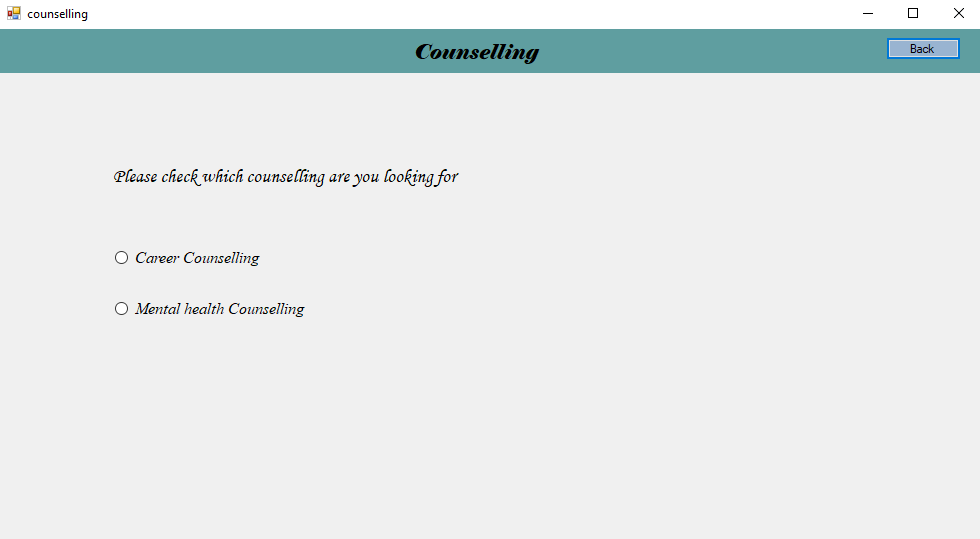 counselling
Counselling
Back
Please check which counselling are you looking for
Career Counselling
Mental health Counselling